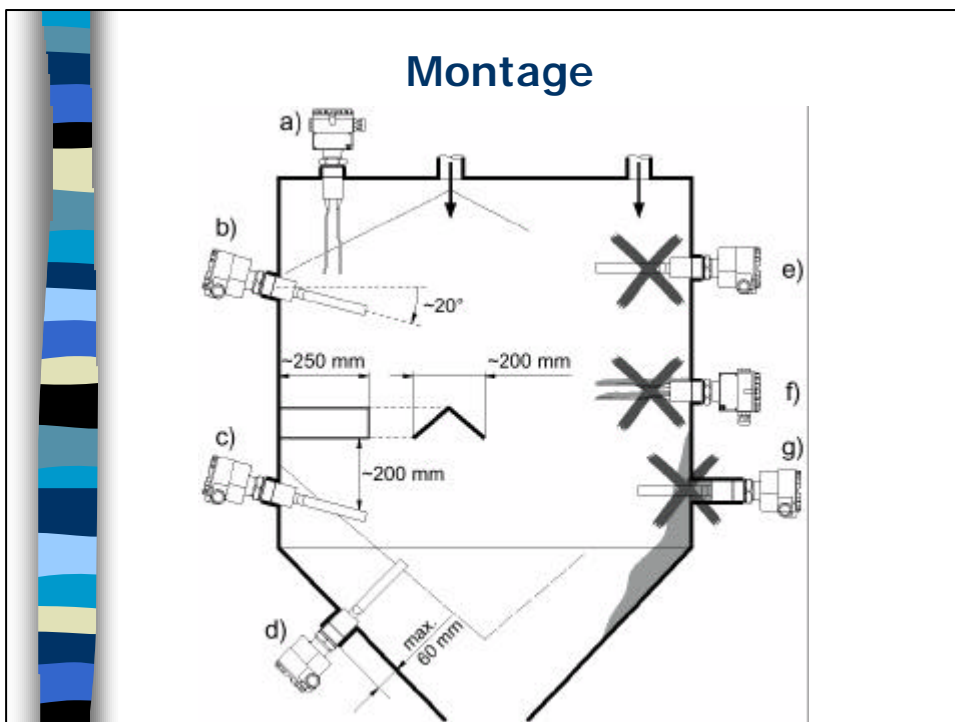 Montage
a)
b)
~20°
e)
~250 mm
~200 mm
f)
c)
g)
~200 mm
d)
max.
60 mm